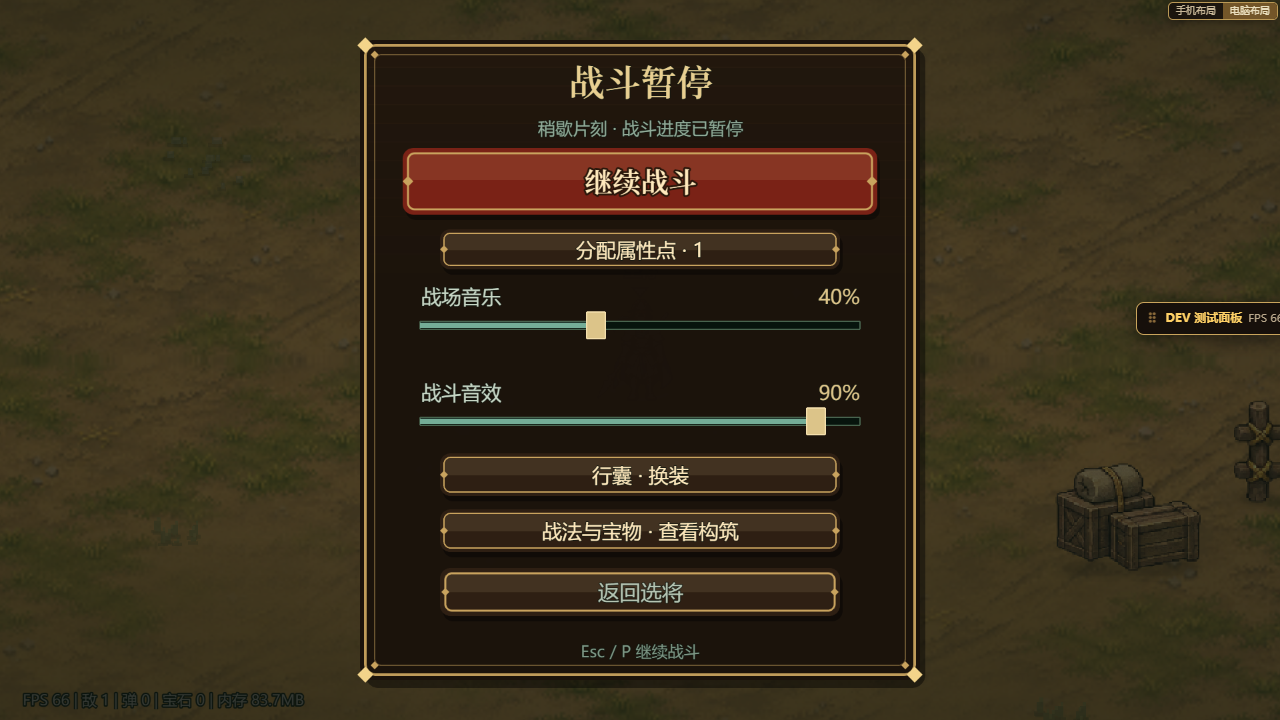 手机布局 电脑布局
战斗暂停
稍歇片刻 · 战斗进度已暂停
继续战斗
分配属性点 · 1
战场音乐 40%
DEV 测试面板 FPS 66
战斗音效 90%
行囊 · 换装
战法与宝物 · 查看构筑
返回选将
Esc / P 继续战斗
FPS 66 | 敌 1 | 弹 0 | 宝石 0 | 内存 83.7MB